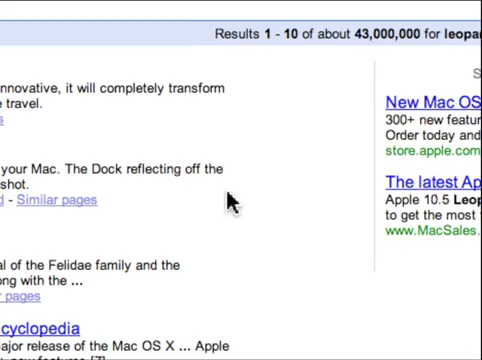 Results 1 - 10 of about 43,000,000 for leopar
nnovative, it will completely transform
travel.
S
New Mac OS
300+ new featur
Order today and
store.apple.com
your Mac. The Dock reflecting off the
shot.
d - Similar pages
The latest Ap
Apple 10.5 Leop
to get the most
www.MacSales.
al of the Felidae family and the
ong with the ...
r pages
cyclopedia
major release of the Mac OS X ... Apple